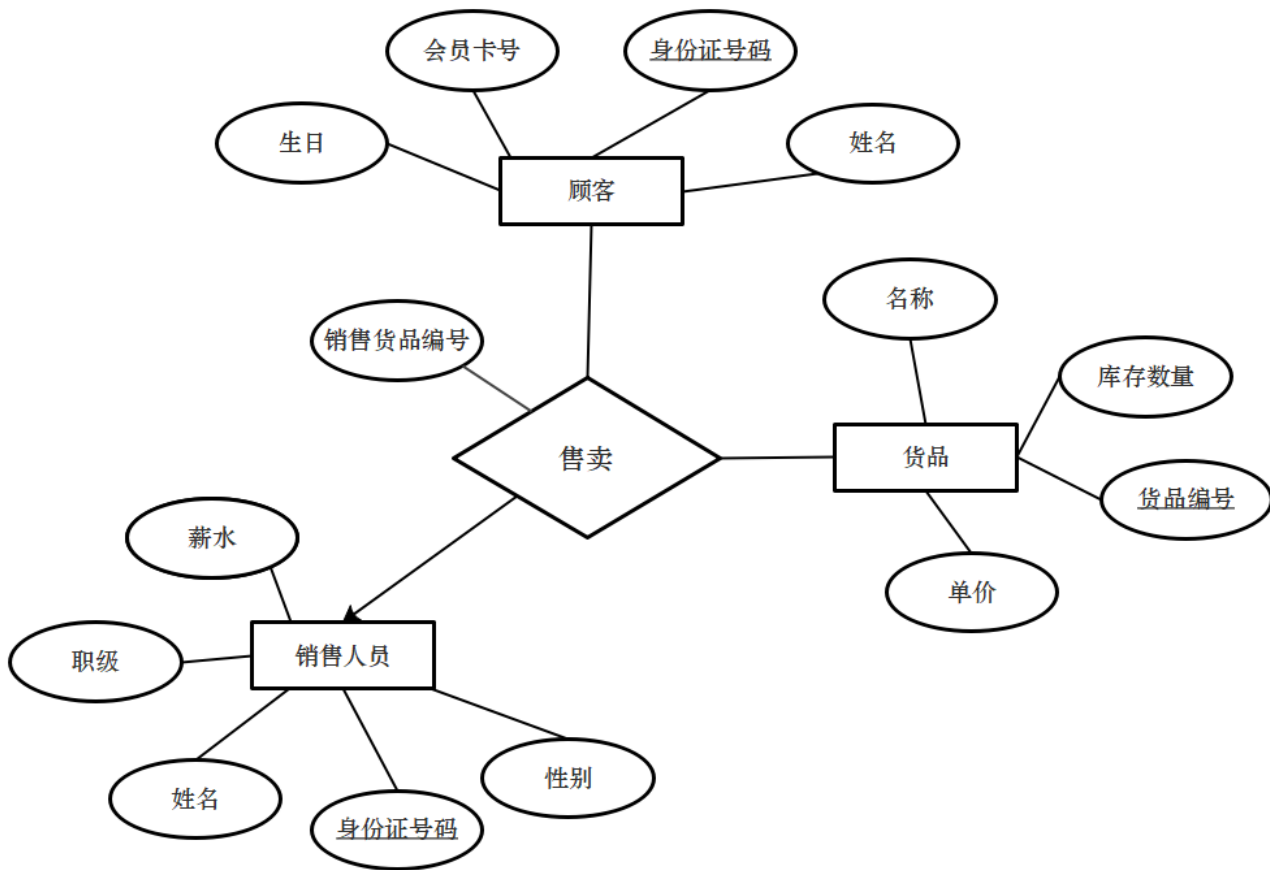 会员卡号
身份证号码
生日
姓名
顾客
名称
销售货品编号
库存数量
售卖
货品
货品编号
薪水
单价
销售人员
职级
性别
姓名
身份证号码